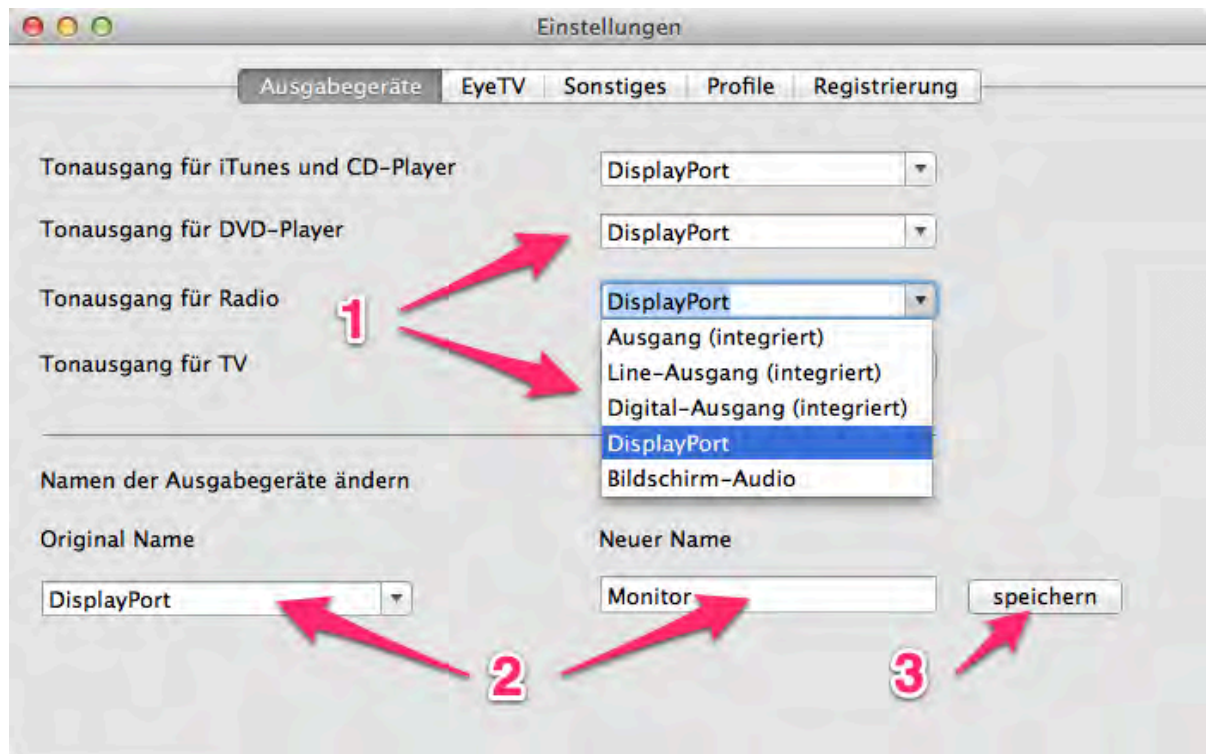 Einstellungen
Ausgabegeräte EyeTV Sonstiges Profile Registrierung
Tonausgang für iTunes und CD-Player DisplayPort
Tonausgang für DVD-Player DisplayPort
Tonausgang für Radio DisplayPort
1
Ausgang (integriert)
Tonausgang für TV
Line-Ausgang (integriert)
Digital-Ausgang (integriert)
DisplayPort
Bildschirm-Audio
Namen der Ausgabegeräte ändern
Original Name Neuer Name
DisplayPort Monitor speichern
2 3